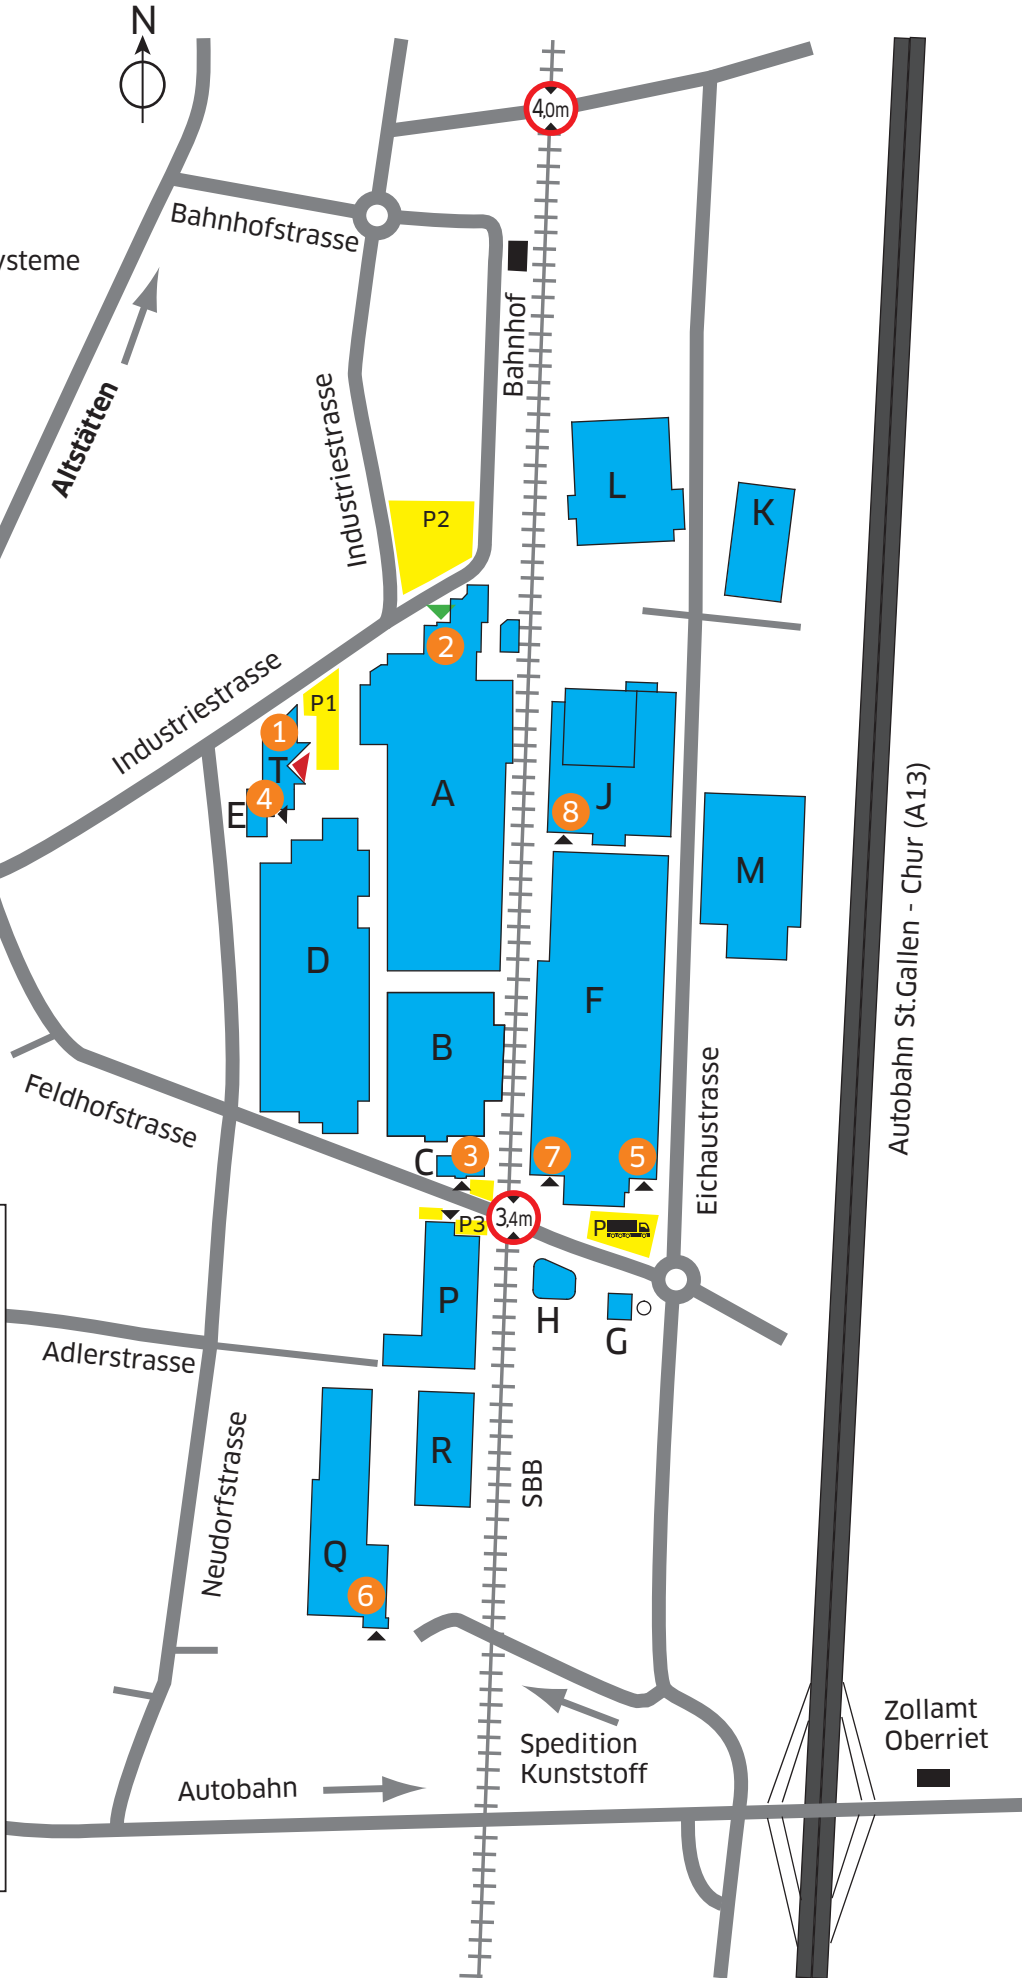 N
4,0m
Bahnhofstrasse
ysteme
Bahnhof
Altstätten
Industriestrasse
L
K
P2
2
Industriestrasse
P1
1
T
4
E
A
J
8
M
Autobahn St.Gallen - Chur (A13)
D
F
B
Eichaustrasse
Feldhofstrasse
C
3
7
5
P3
3,4m
P
P
H
G
Adlerstrasse
R
SBB
Neudorfstrasse
Q
6
Zollamt
Oberriet
Spedition
Kunststoff
Autobahn